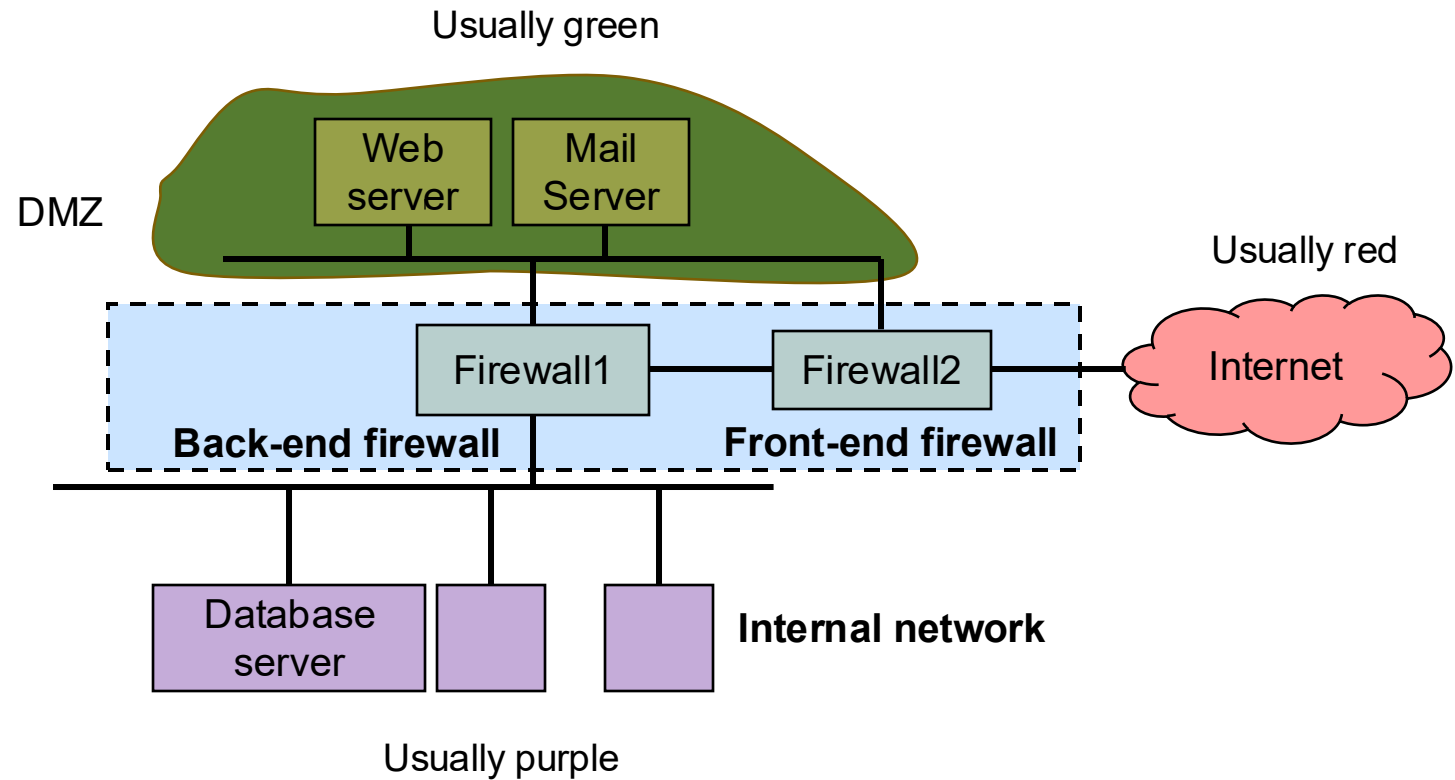 Usually green
Web
server
Mail
Server
DMZ
Usually red
Firewall1
Firewall2
Internet
Back-end firewall
Front-end firewall
Database
server
Internal network
Usually purple